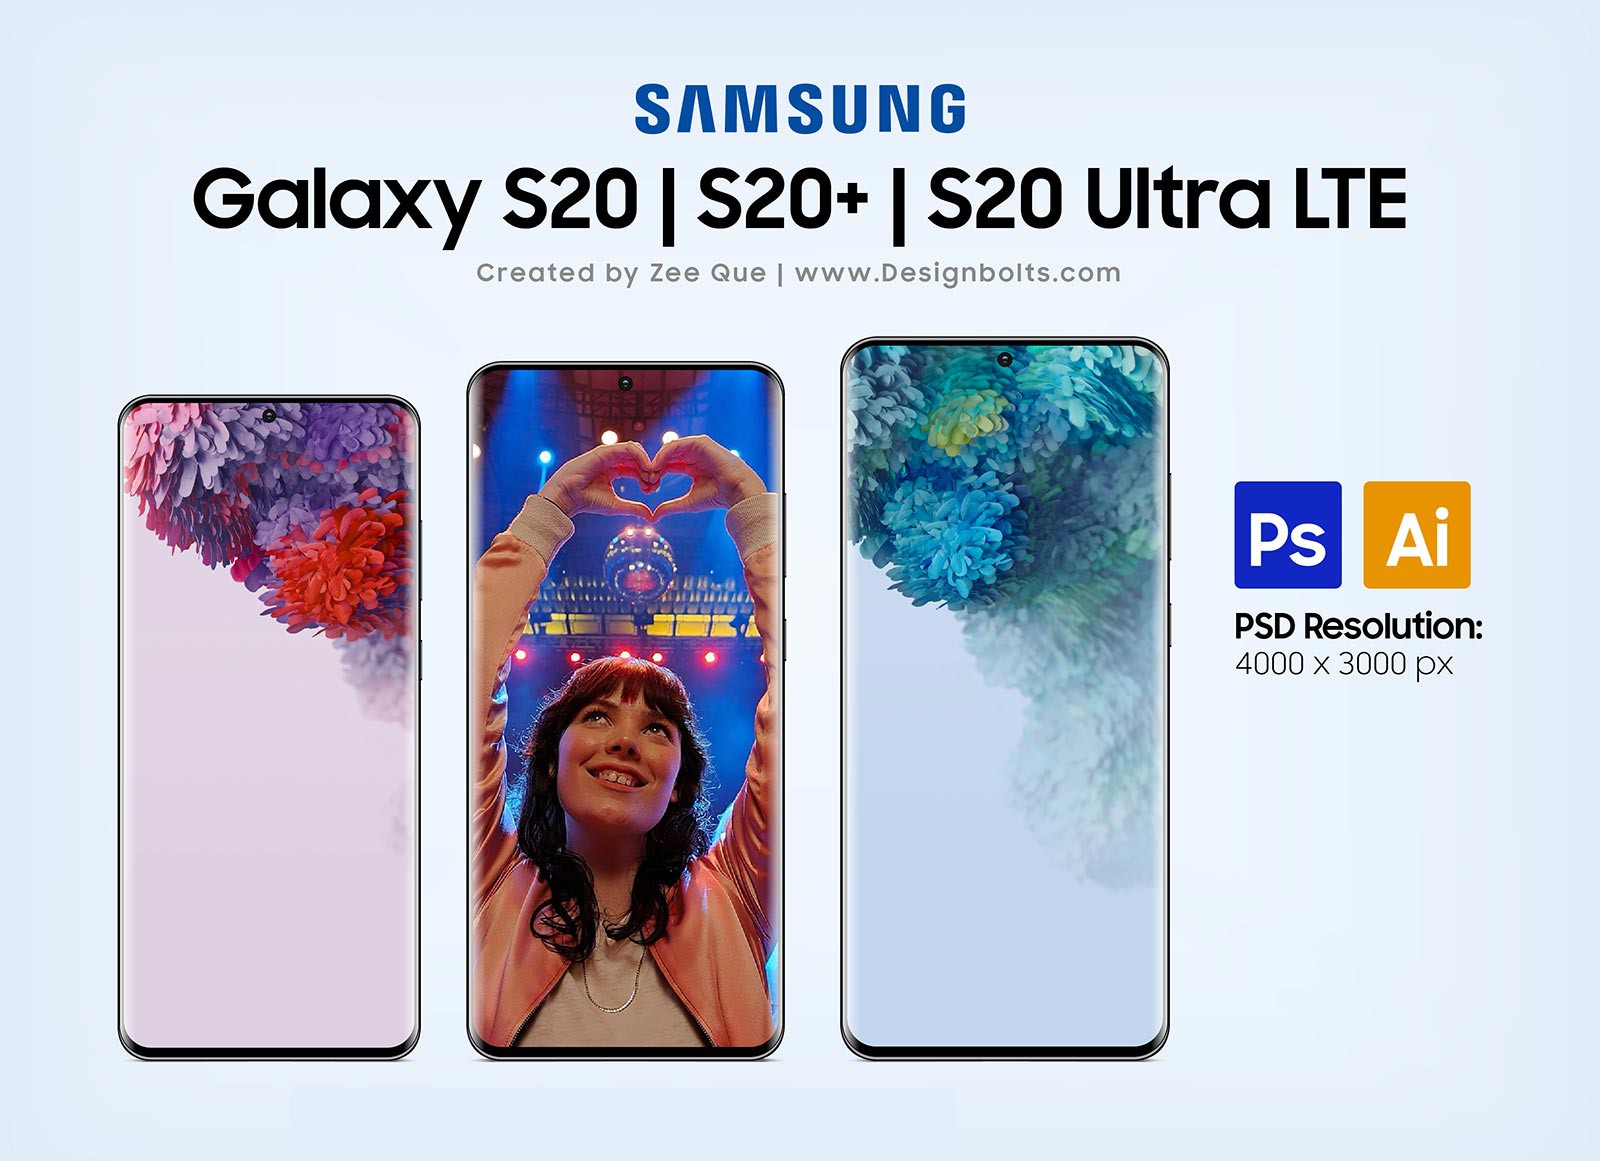 SAMSUNG
Galaxy S20 | S20+ | S20 Ultra LTE
Created by Zee Que | www.Designbolts.com
Ps Ai
PSD Resolution:
4000 x 3000 px